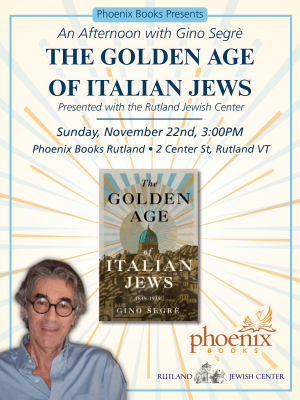 Phoenix Books Presents
An Afternoon with Gino Segrè
THE GOLDEN AGE
OF ITALIAN JEWS
Presented with the Rutland Jewish Center
Sunday, November 22nd, 3:00PM
Phoenix Books Rutland • 2 Center St, Rutland VT
The
GOLDEN
AGE
of
ITALIAN
JEWS
1848-1938
GINO SEGRÈ
phoenix
BOOKS
RUTLAND JEWISH CENTER